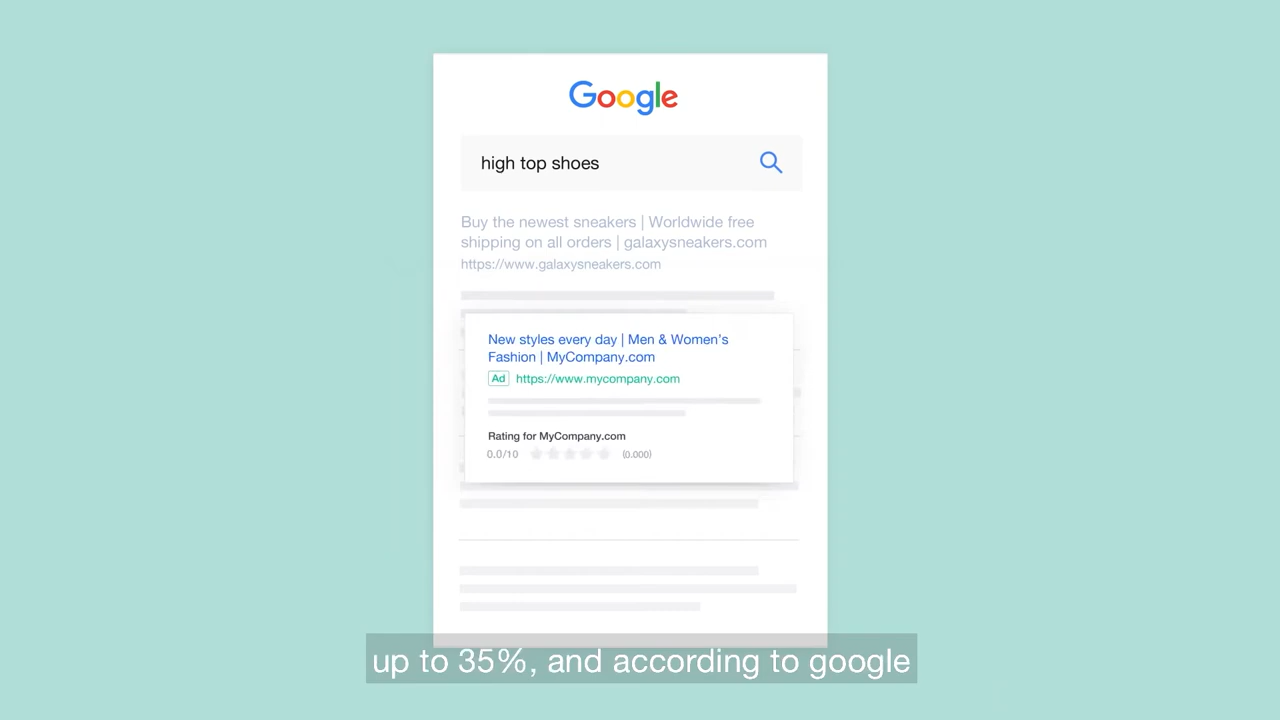 Google
high top shoes
Buy the newest sneakers | Worldwide free
shipping on all orders | galaxysneakers.com
https://www.galaxysneakers.com
New styles every day | Men & Women's
Fashion | MyCompany.com
Ad https://www.mycompany.com
Rating for MyCompany.com
0.0/10 (0.000)
up to 35%, and according to google